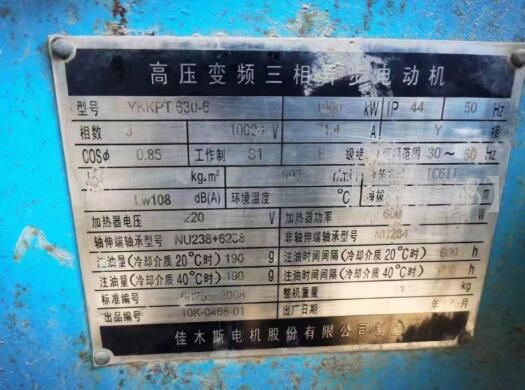 高压变频三相异步电动机
型号 YKKPT 630-6 kW IP 44 50 Hz
相数 3 V A Y 接
COSφ 0.85 工作制 S1 级 30～50 Hz
kg.m² IC611
Lw108 dB(A) 环境温度 ℃ m
加热器电压 220 V 加热器功率 W
轴伸端轴承型号 NU238+6238 非轴伸端轴承型号
注油量(冷却介质20℃时) 190 g 注油时间间隔(冷却介质20℃时) h
注油量(冷却介质40℃时) 190 g 注油时间间隔(冷却介质40℃时) h
标准编号 整机重量 kg
出品编号 10K-0468-01 出厂日期 年 12 月
佳木斯电机股份有限公司制造